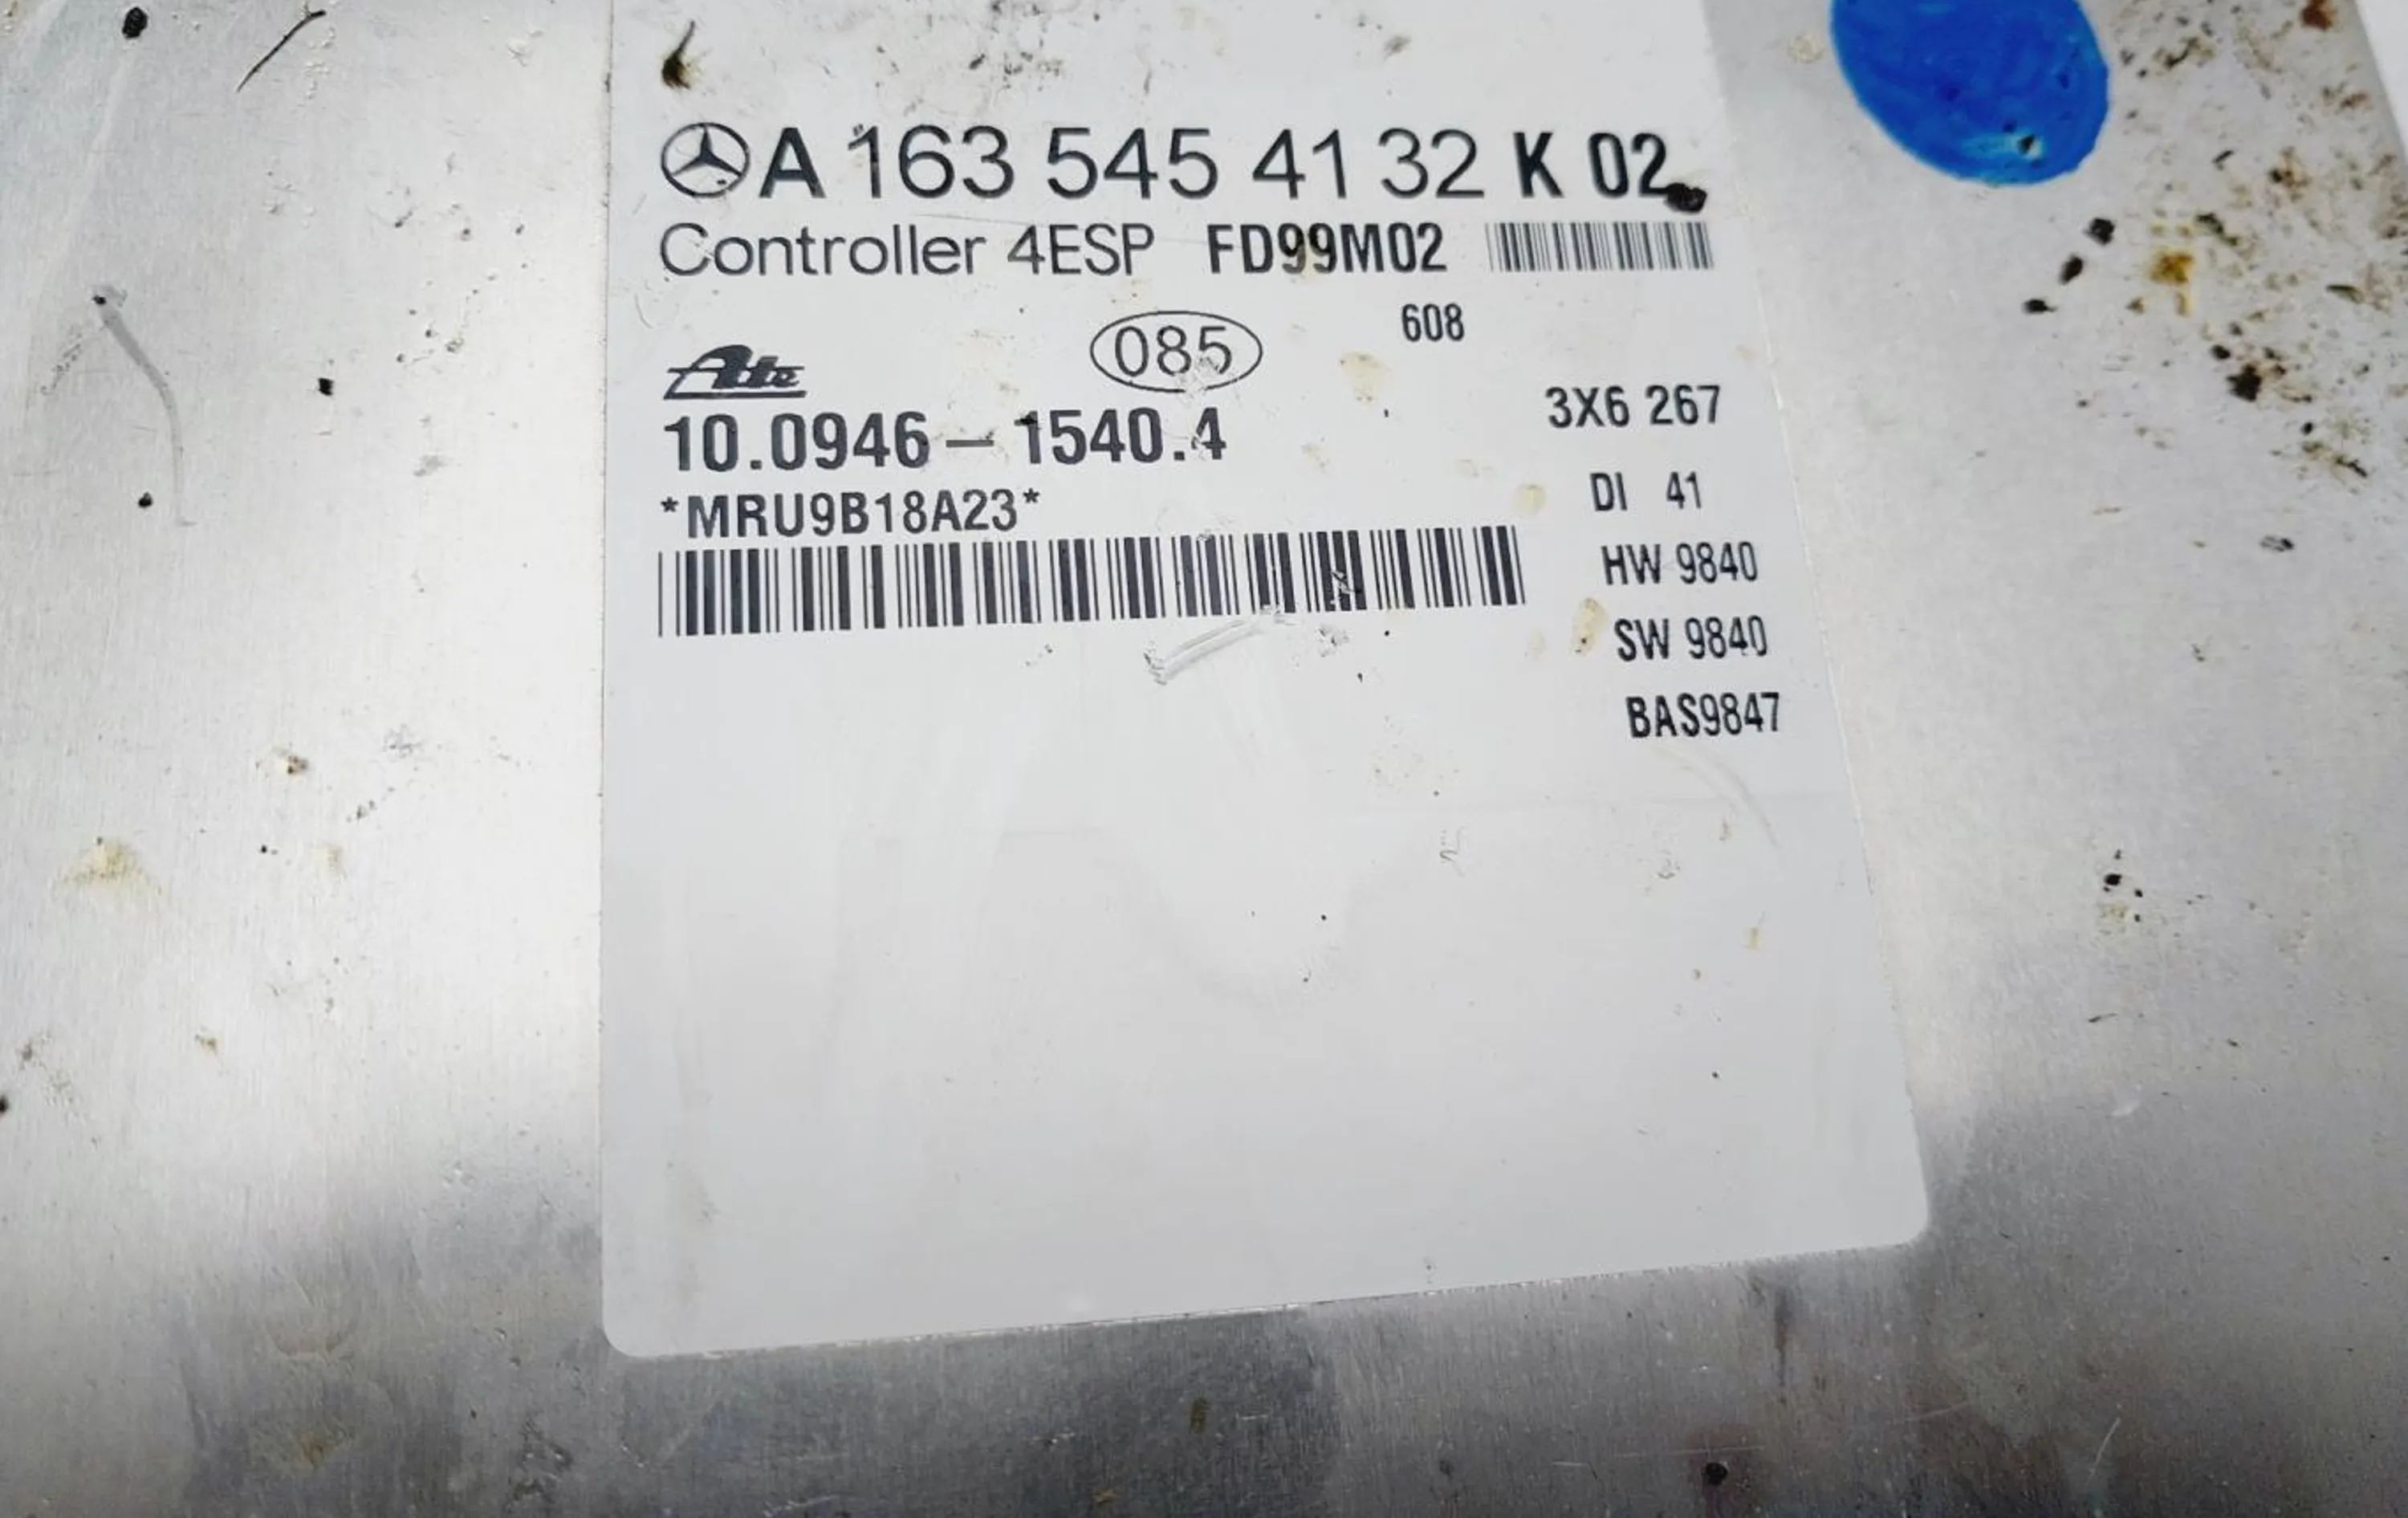 A 163 545 41 32 K 02
Controller 4ESP FD99M02
608
085
Ate
10.0946-1540.4
3X6 267
*MRU9B18A23*
DI 41
HW 9840
SW 9840
BAS9847